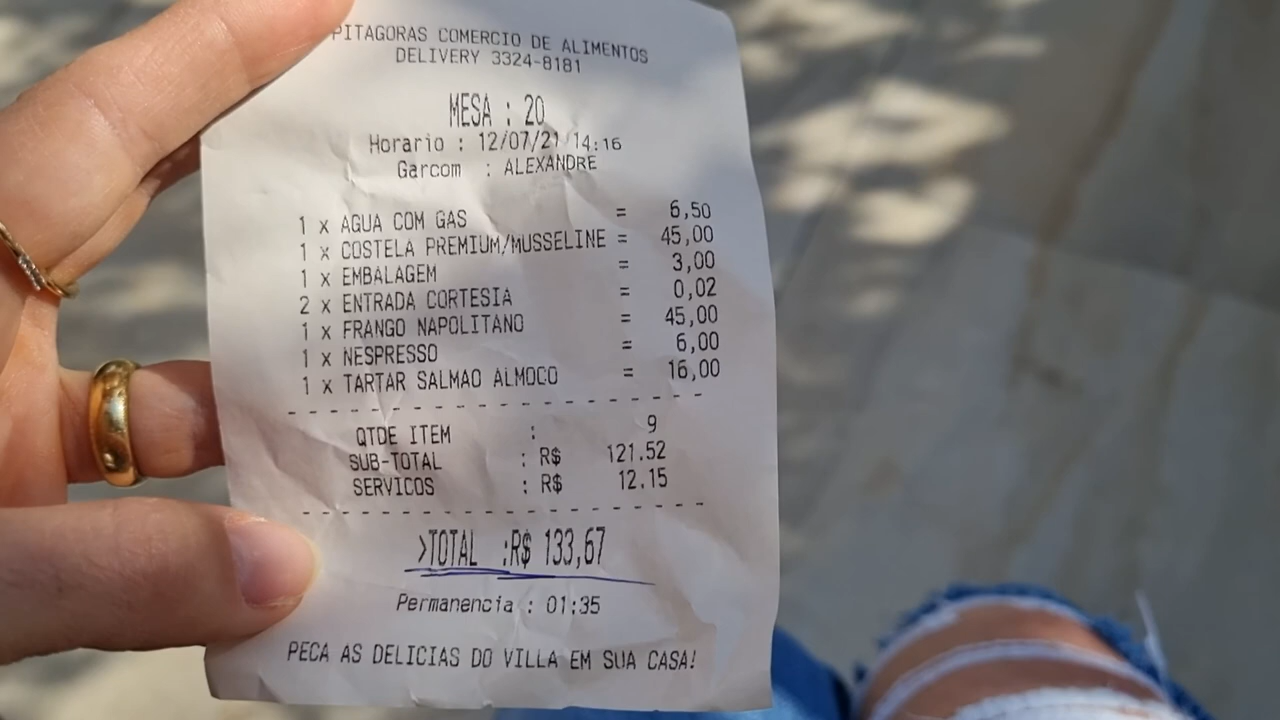 PITAGORAS COMERCIO DE ALIMENTOS
DELIVERY 3324-8181
MESA : 20
Horario : 12/07/21 14:16
Garcom : ALEXANDRE
1 x AGUA COM GAS = 6,50
1 x COSTELA PREMIUM/MUSSELINE = 45,00
1 x EMBALAGEM = 3,00
2 x ENTRADA CORTESIA = 0,02
1 x FRANGO NAPOLITANO = 45,00
1 x NESPRESSO = 6,00
1 x TARTAR SALMAO ALMOCO = 16,00
QTDE ITEM : 9
SUB-TOTAL : R$ 121.52
SERVICOS : R$ 12.15
>TOTAL :R$ 133,67
Permanencia : 01:35
PECA AS DELICIAS DO VILLA EM SUA CASA!